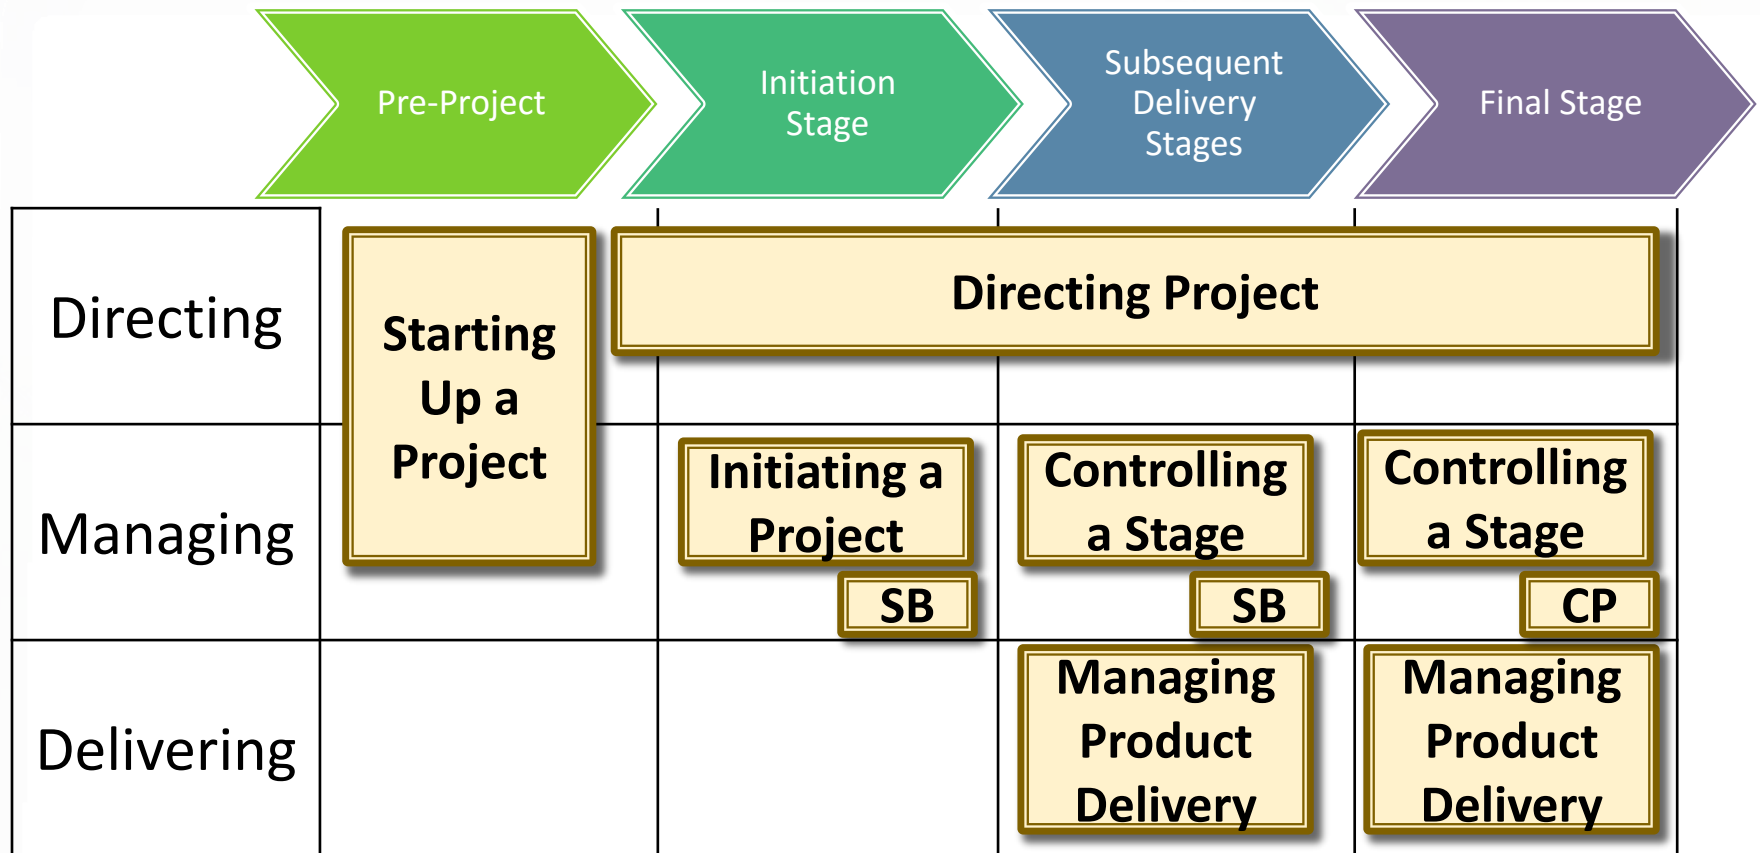 Pre-Project
Initiation
Stage
Subsequent
Delivery
Stages
Final Stage
Directing
Starting
Up a
Project
Directing Project
Managing
Initiating a
Project
SB
Controlling
a Stage
SB
Controlling
a Stage
CP
Delivering
Managing
Product
Delivery
Managing
Product
Delivery